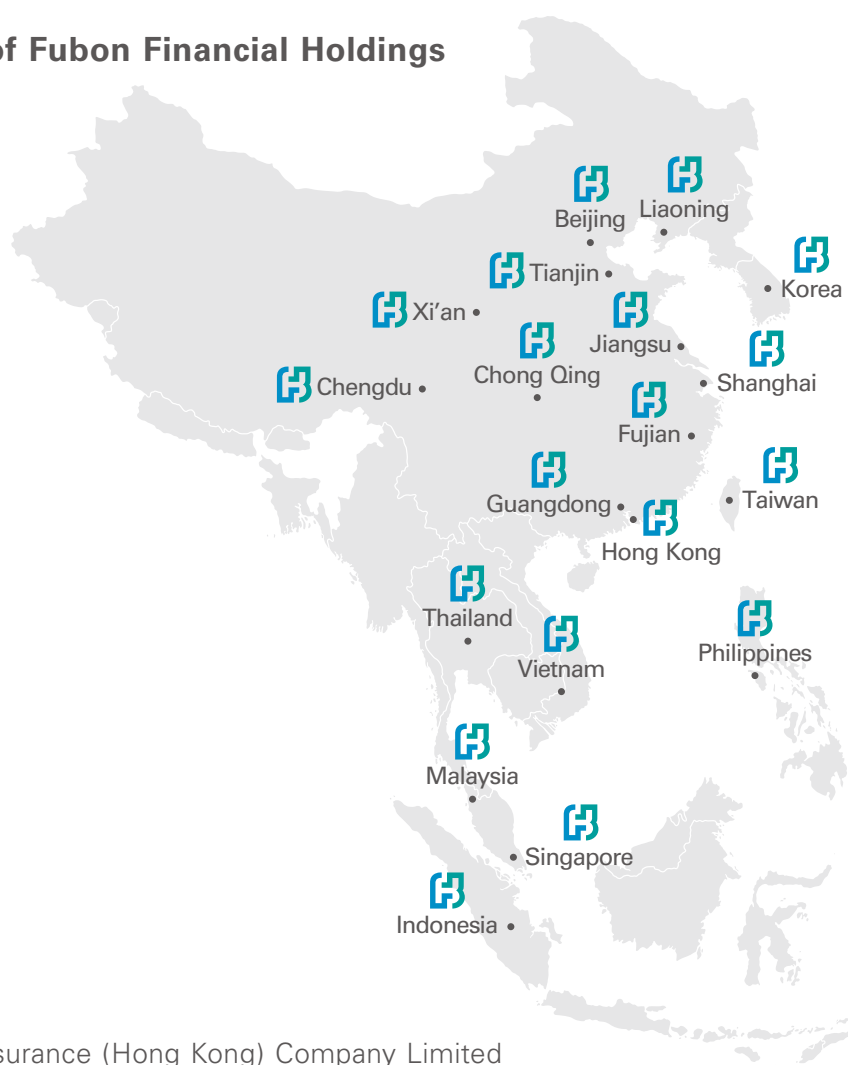 of Fubon Financial Holdings
Beijing
Liaoning
Tianjin
Korea
Xi’an
Jiangsu
Chong Qing
Shanghai
Chengdu
Fujian
Guangdong
Taiwan
Hong Kong
Thailand
Vietnam
Philippines
Malaysia
Singapore
Indonesia
surance (Hong Kong) Company Limited